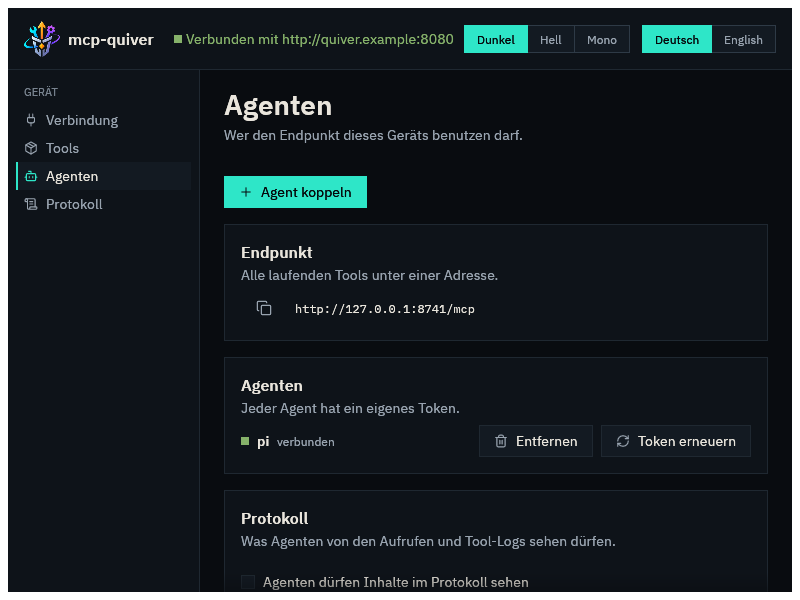 mcp-quiver
Verbunden mit http://quiver.example:8080
Dunkel
Hell
Mono
Deutsch
English
GERÄT
Verbindung
Tools
Agenten
Protokoll
Agenten
Wer den Endpunkt dieses Geräts benutzen darf.
Agent koppeln
Endpunkt
Alle laufenden Tools unter einer Adresse.
http://127.0.0.1:8741/mcp
Agenten
Jeder Agent hat ein eigenes Token.
pi verbunden
Entfernen
Token erneuern
Protokoll
Was Agenten von den Aufrufen und Tool-Logs sehen dürfen.
Agenten dürfen Inhalte im Protokoll sehen